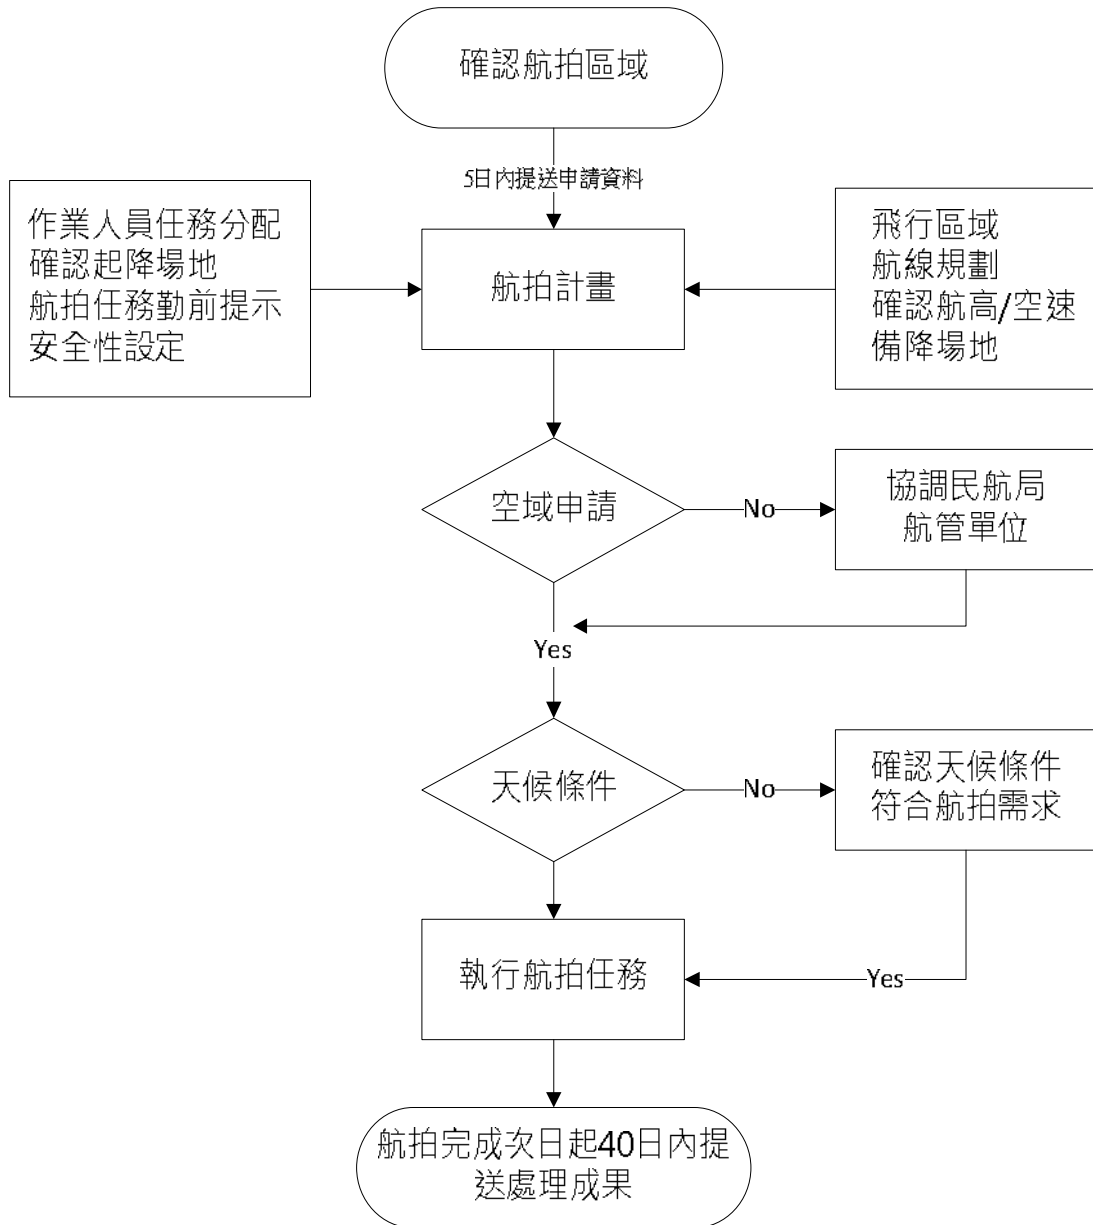 確認航拍區域
5日內提送申請資料
作業人員任務分配
確認起降場地
航拍任務勤前提示
安全性設定
航拍計畫
飛行區域
航線規劃
確認航高/空速
備降場地
空域申請
No
協調民航局
航管單位
Yes
天候條件
No
確認天候條件
符合航拍需求
執行航拍任務
Yes
航拍完成次日起40日內提
送處理成果